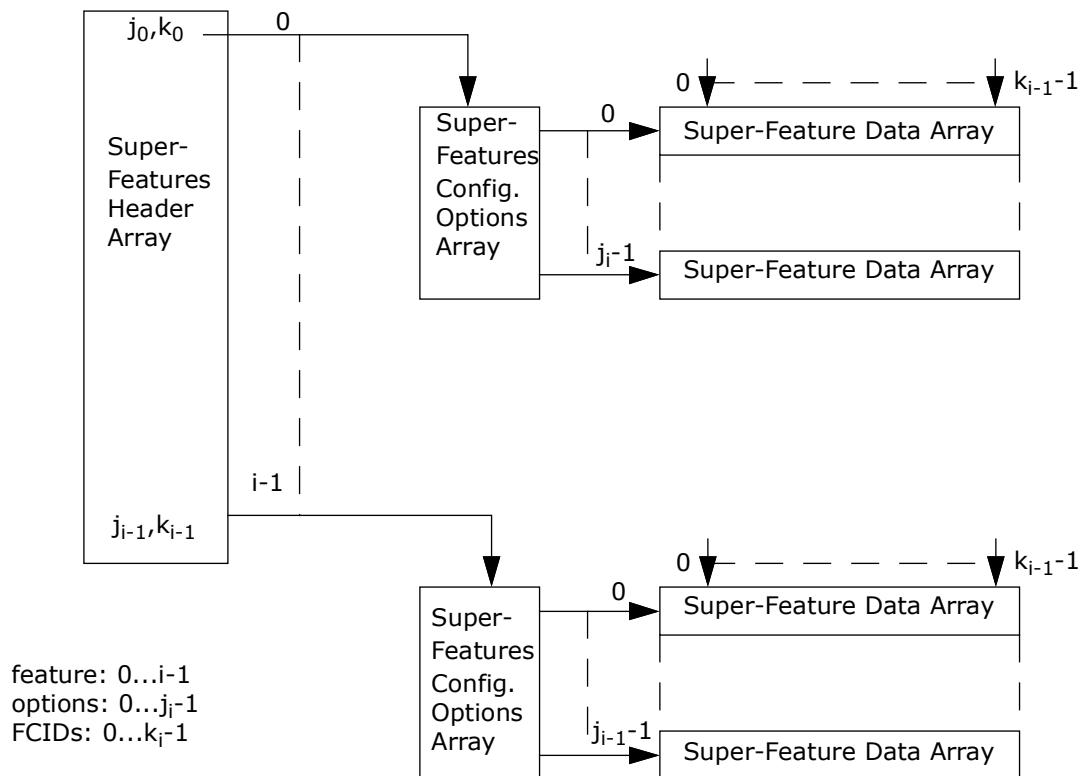 j0,k0
0
Super-
Features
Header
Array
0
ki-1-1
Super-
Features
Config.
Options
Array
0
Super-Feature Data Array
ji-1
Super-Feature Data Array
i-1
ji-1,ki-1
0
ki-1-1
Super-
Features
Config.
Options
Array
0
Super-Feature Data Array
ji-1-1
Super-Feature Data Array
feature: 0...i-1
options: 0...ji-1
FCIDs: 0...ki-1